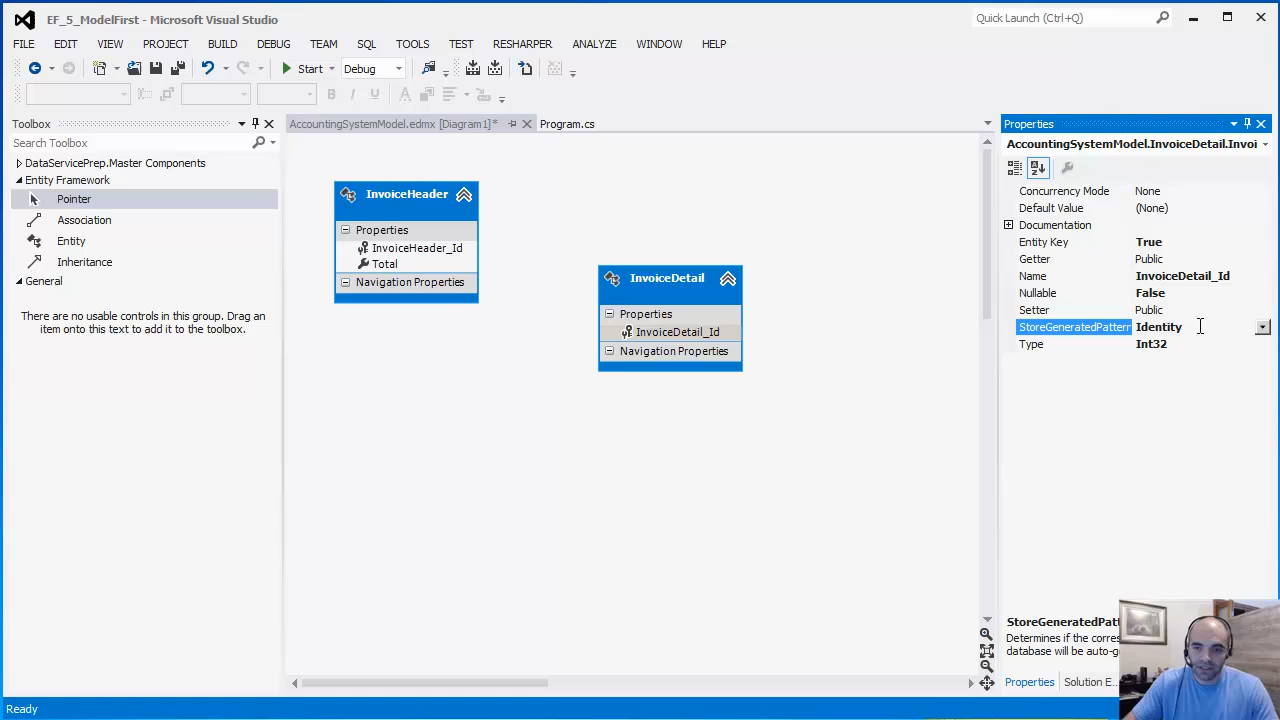 EF_5_ModelFirst - Microsoft Visual Studio
Quick Launch (Ctrl+Q)
FILE EDIT VIEW PROJECT BUILD DEBUG TEAM SQL TOOLS TEST RESHARPER ANALYZE WINDOW HELP
Start Debug
B I U A
Toolbox
Search Toolbox
DataServicePrep.Master Components
Entity Framework
Pointer
Association
Entity
Inheritance
General
There are no usable controls in this group. Drag an
item onto this text to add it to the toolbox.
AccountingSystemModel.edmx [Diagram1]*
Program.cs
InvoiceHeader
Properties
InvoiceHeader_Id
Total
Navigation Properties
InvoiceDetail
Properties
InvoiceDetail_Id
Navigation Properties
Properties
AccountingSystemModel.InvoiceDetail.Invoi
Concurrency Mode None
Default Value (None)
Documentation
Entity Key True
Getter Public
Name InvoiceDetail_Id
Nullable False
Setter Public
StoreGeneratedPattern Identity
Type Int32
StoreGeneratedPatt
Determines if the corres
database will be auto-g
Properties Solution E...
Ready